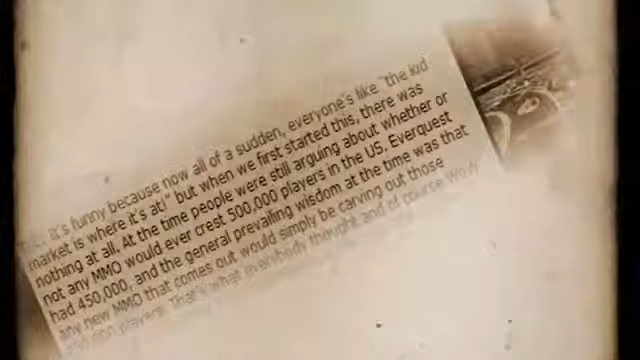 it's funny because now all of a sudden, everyone's like "the kid
market is where it's at!" but when we first started this, there was
nothing at all. At the time people were still arguing about whether or
not any MMO would ever crest 500,000 players in the US. Everquest
had 450,000, and the general prevailing wisdom at the time was that
any new MMO that comes out would simply be carving out those
players. That's what everybody thought and of course WoW